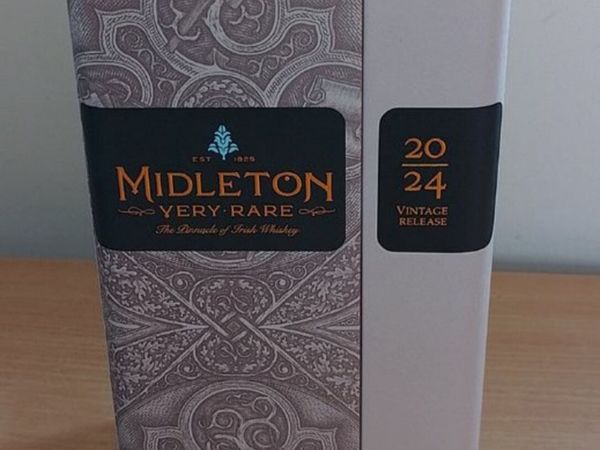 EST 1825
MIDLETON
VERY·RARE
The Pinnacle of Irish Whiskey
20
24
VINTAGE
RELEASE